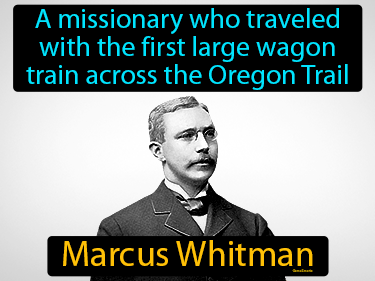 A missionary who traveled
with the first large wagon
train across the Oregon Trail
Marcus Whitman